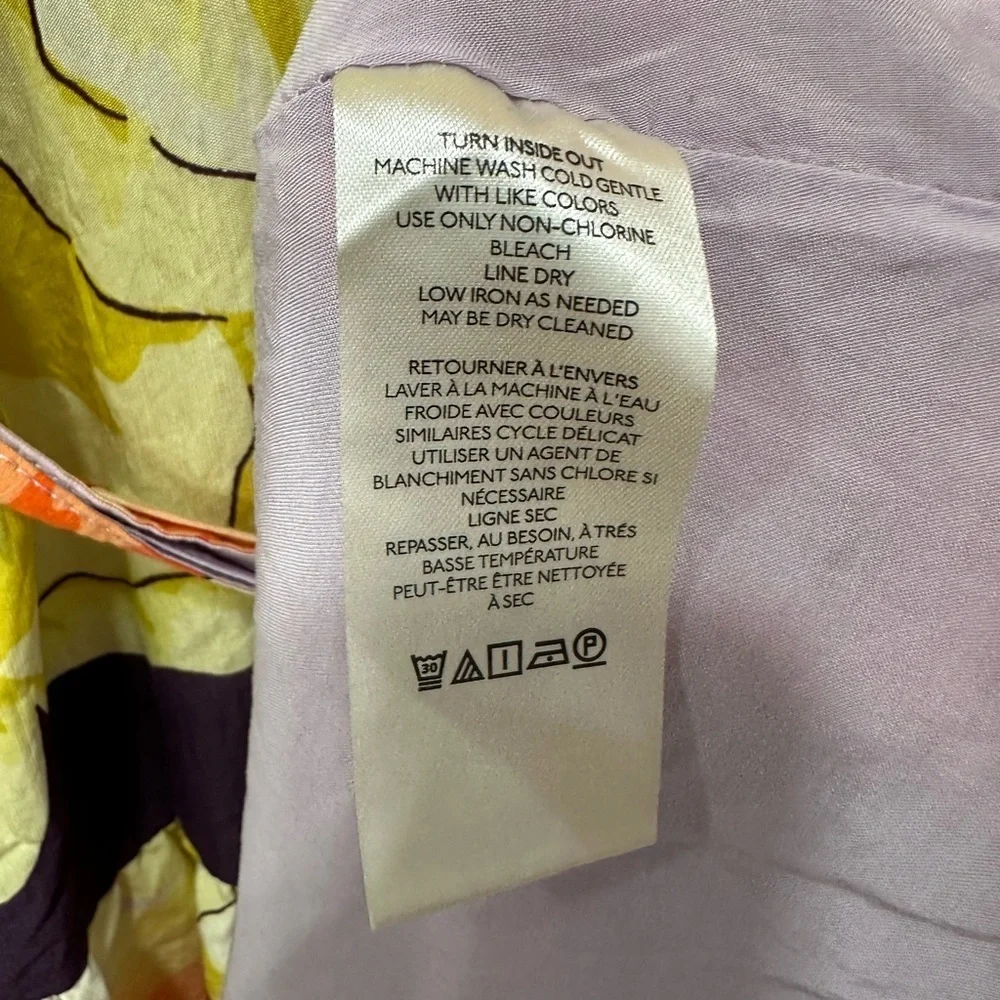 TURN INSIDE OUT
MACHINE WASH COLD GENTLE
WITH LIKE COLORS
USE ONLY NON-CHLORINE
BLEACH
LINE DRY
LOW IRON AS NEEDED
MAY BE DRY CLEANED
RETOURNER À L'ENVERS
LAVER À LA MACHINE À L'EAU
FROIDE AVEC COULEURS
SIMILAIRES CYCLE DÉLICAT
UTILISER UN AGENT DE
BLANCHIMENT SANS CHLORE SI
NÉCESSAIRE
LIGNE SEC
REPASSER, AU BESOIN, À TRÉS
BASSE TEMPÉRATURE
PEUT-ÊTRE ÊTRE NETTOYÉE
À SEC
30 P